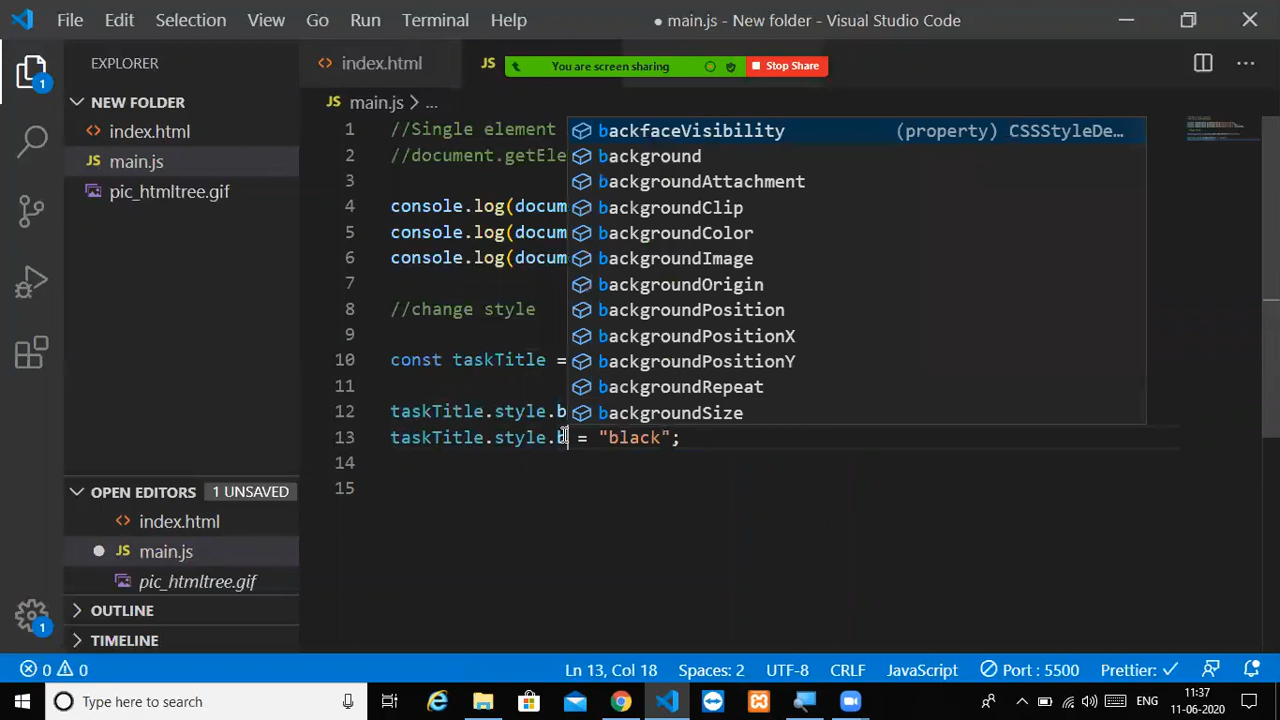 File Edit Selection View Go Run Terminal Help
● main.js - New folder - Visual Studio Code
EXPLORER
1
NEW FOLDER
<> index.html
JS main.js
pic_htmltree.gif
OPEN EDITORS 1 UNSAVED
<> index.html
● JS main.js
pic_htmltree.gif
OUTLINE
TIMELINE
1
<> index.html
JS
You are screen sharing
Stop Share
JS main.js > ...
1 //Single element
2 //document.getEle
3
4 console.log(docum
5 console.log(docum
6 console.log(docum
7
8 //change style
9
10 const taskTitle =
11
12 taskTitle.style.b
13 taskTitle.style.b = "black";
14
15
backfaceVisibility (property) CSSStyleDe…
background
backgroundAttachment
backgroundClip
backgroundColor
backgroundImage
backgroundOrigin
backgroundPosition
backgroundPositionX
backgroundPositionY
backgroundRepeat
backgroundSize
0 0
Ln 13, Col 18 Spaces: 2 UTF-8 CRLF JavaScript Port : 5500 Prettier: ✓
Type here to search
ENG
11:37
11-06-2020